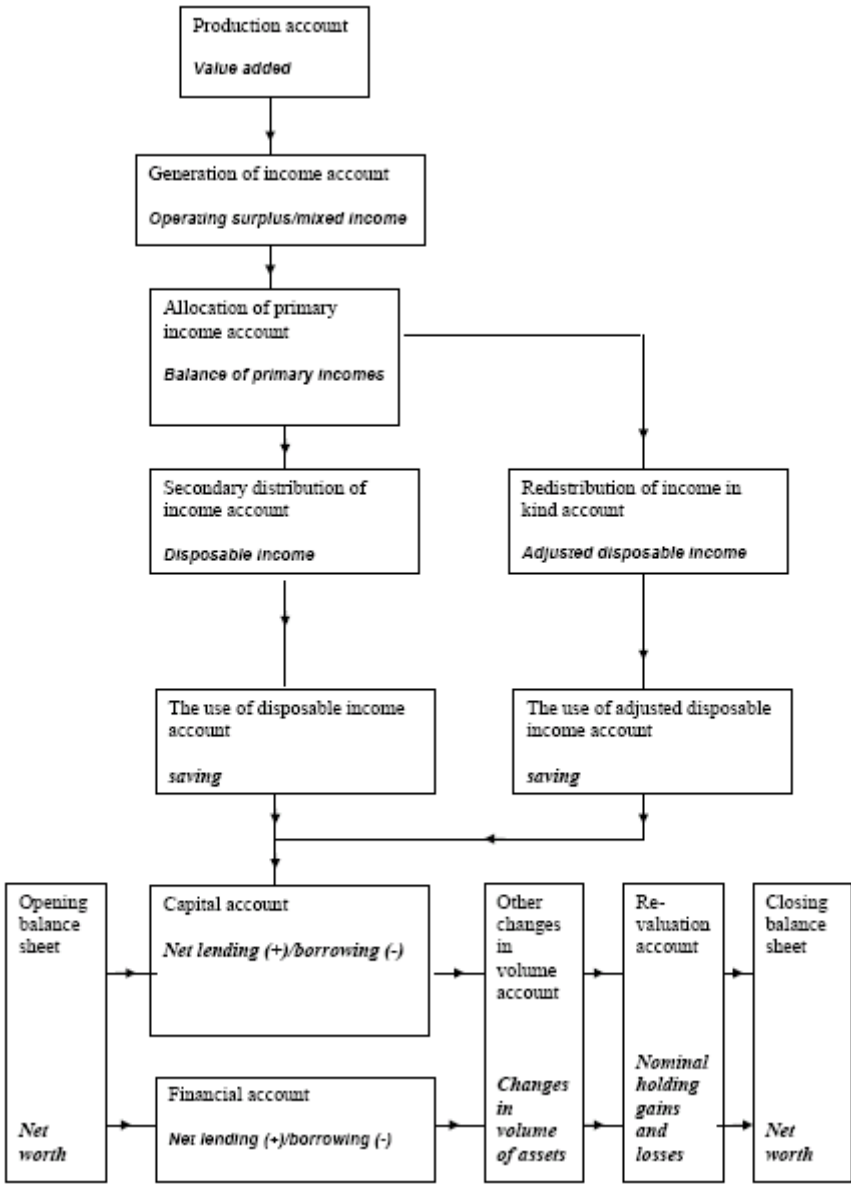 Production account
Value added
Generation of income account
Operating surplus/mixed income
Allocation of primary
income account
Balance of primary incomes
Secondary distribution of
income account
Disposable income
Redistribution of income in
kind account
Adjusted disposable income
The use of disposable income
account
saving
The use of adjusted disposable
income account
saving
Opening
balance
sheet
Net
worth
Capital account
Net lending (+)/borrowing (-)
Financial account
Net lending (+)/borrowing (-)
Other
changes
in
volume
account
Changes
in
volume
of assets
Re-
valuation
account
Nominal
holding
gains
and
losses
Closing
balance
sheet
Net
worth